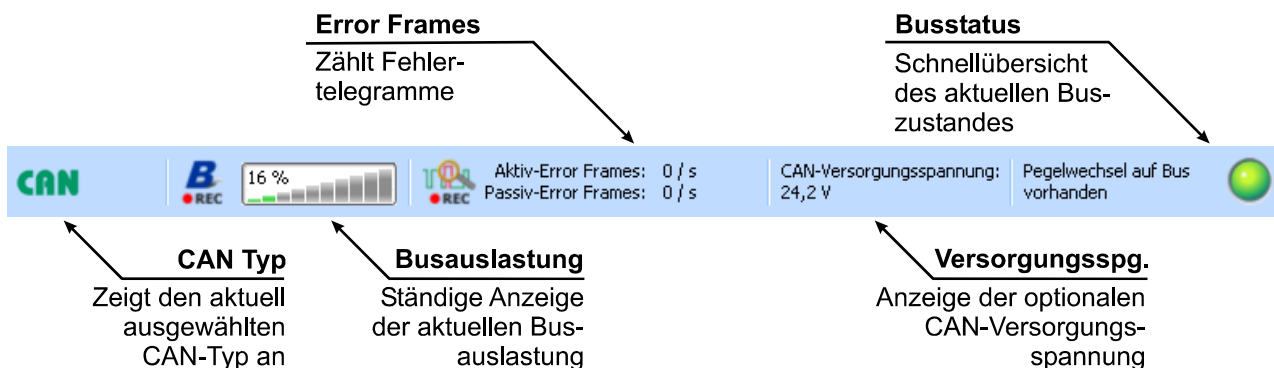 Error Frames
Zählt Fehler-
telegramme
Busstatus
Schnellübersicht
des aktuellen Bus-
zustandes
CAN
B
REC
16 %
REC
Aktiv-Error Frames: 0 / s
Passiv-Error Frames: 0 / s
CAN-Versorgungsspannung:
24,2 V
Pegelwechsel auf Bus
vorhanden
CAN Typ
Zeigt den aktuell
ausgewählten
CAN-Typ an
Busauslastung
Ständige Anzeige
der aktuellen Bus-
auslastung
Versorgungsspg.
Anzeige der optionalen
CAN-Versorgungs-
spannung